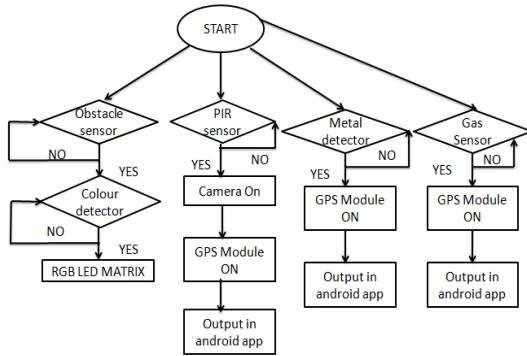 START
Obstacle
sensor
NO
YES
Colour
detector
NO
YES
RGB LED MATRIX
PIR
sensor
YES
NO
Camera On
GPS Module
ON
Output in
android app
Metal
detector
YES
NO
GPS Module
ON
Output in
android app
Gas
Sensor
YES
NO
GPS Module
ON
Output in
android app